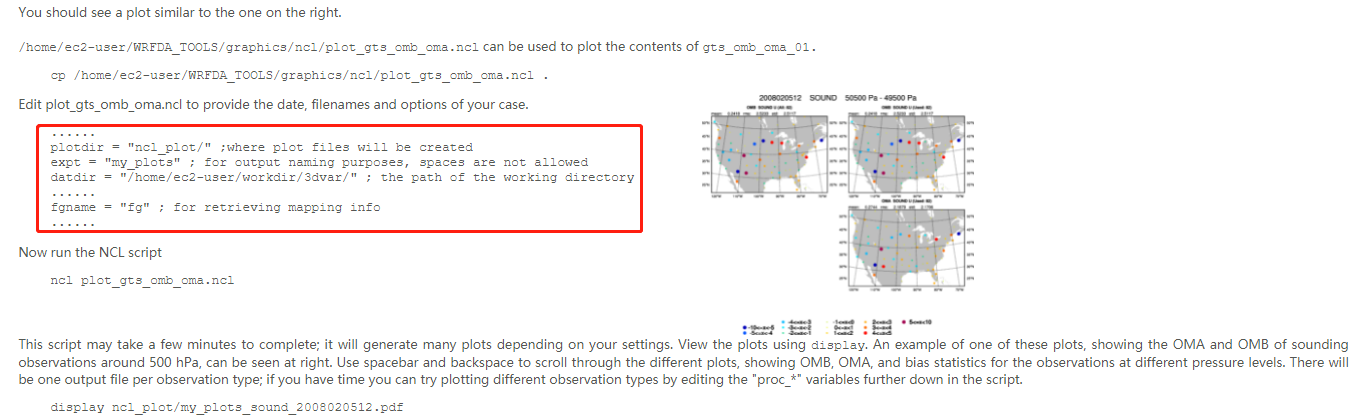 You should see a plot similar to the one on the right.
/home/ec2-user/WRFDA_TOOLS/graphics/ncl/plot_gts_omb_oma.ncl can be used to plot the contents of gts_omb_oma_01.
cp /home/ec2-user/WRFDA_TOOLS/graphics/ncl/plot_gts_omb_oma.ncl .
Edit plot_gts_omb_oma.ncl to provide the date, filenames and options of your case.
......
plotdir = "ncl_plot/" ;where plot files will be created
expt = "my_plots" ; for output naming purposes, spaces are not allowed
datdir = "/home/ec2-user/workdir/3dvar/" ; the path of the working directory
......
fgname = "fg" ; for retrieving mapping info
......
Now run the NCL script
ncl plot_gts_omb_oma.ncl
2008020512 SOUND 50500 Pa - 49500 Pa
This script may take a few minutes to complete; it will generate many plots depending on your settings. View the plots using display. An example of one of these plots, showing the OMA and OMB of sounding
observations around 500 hPa, can be seen at right. Use spacebar and backspace to scroll through the different plots, showing OMB, OMA, and bias statistics for the observations at different pressure levels. There will
be one output file per observation type; if you have time you can try plotting different observation types by editing the "proc_*" variables further down in the script.
display ncl_plot/my_plots_sound_2008020512.pdf